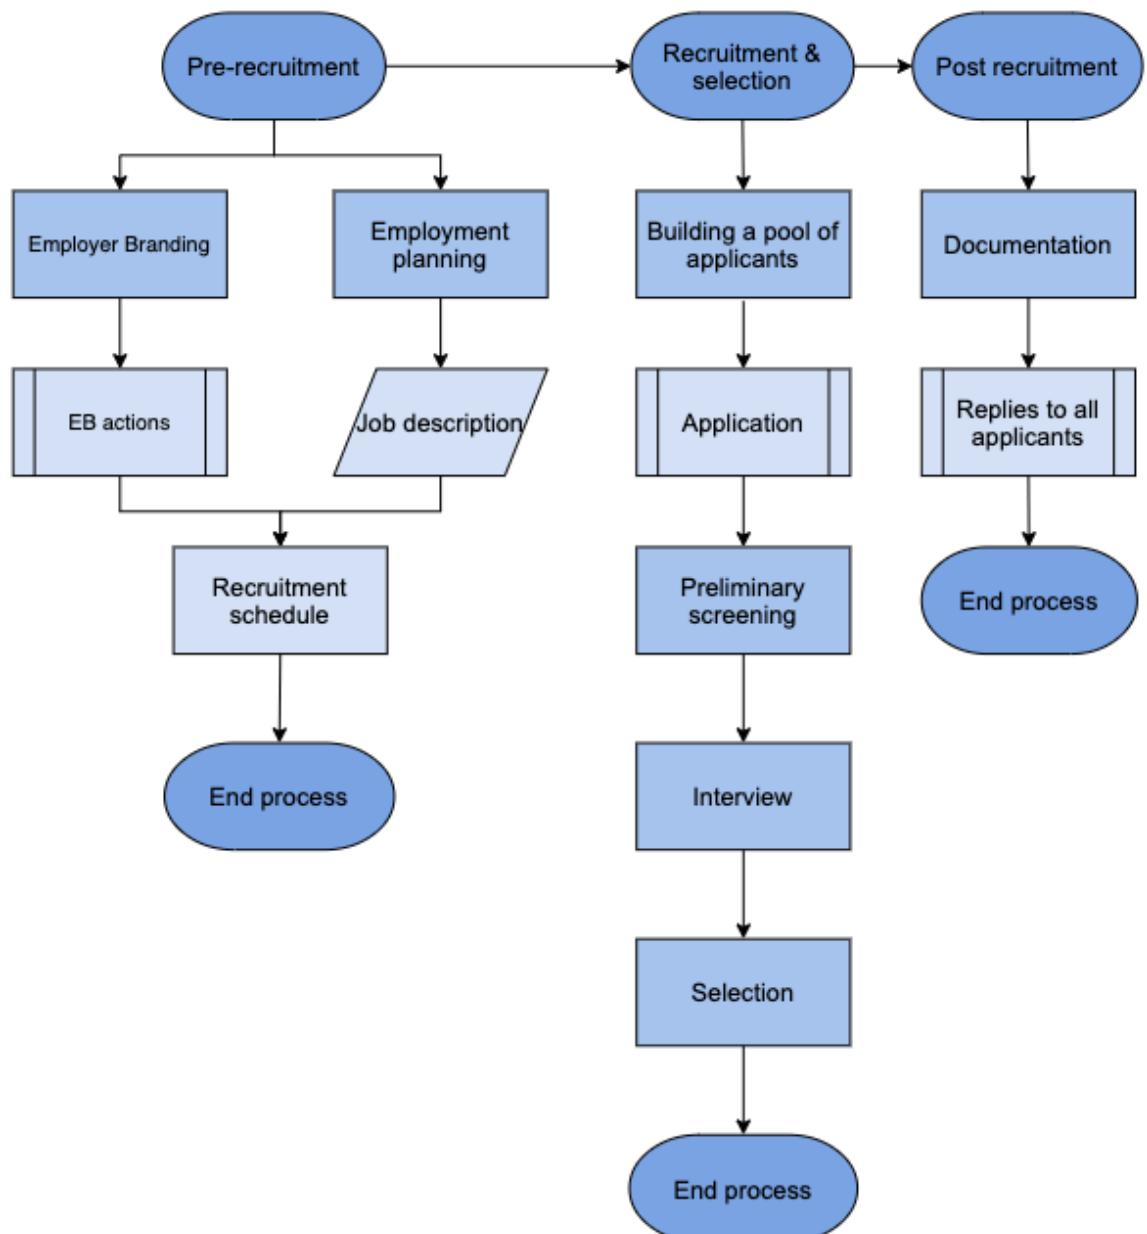 Pre-recruitment
Recruitment &
selection
Post recruitment
Employer Branding
Employment
planning
Building a pool of
applicants
Documentation
EB actions
Job description
Application
Replies to all
applicants
Recruitment
schedule
Preliminary
screening
End process
End process
Interview
Selection
End process